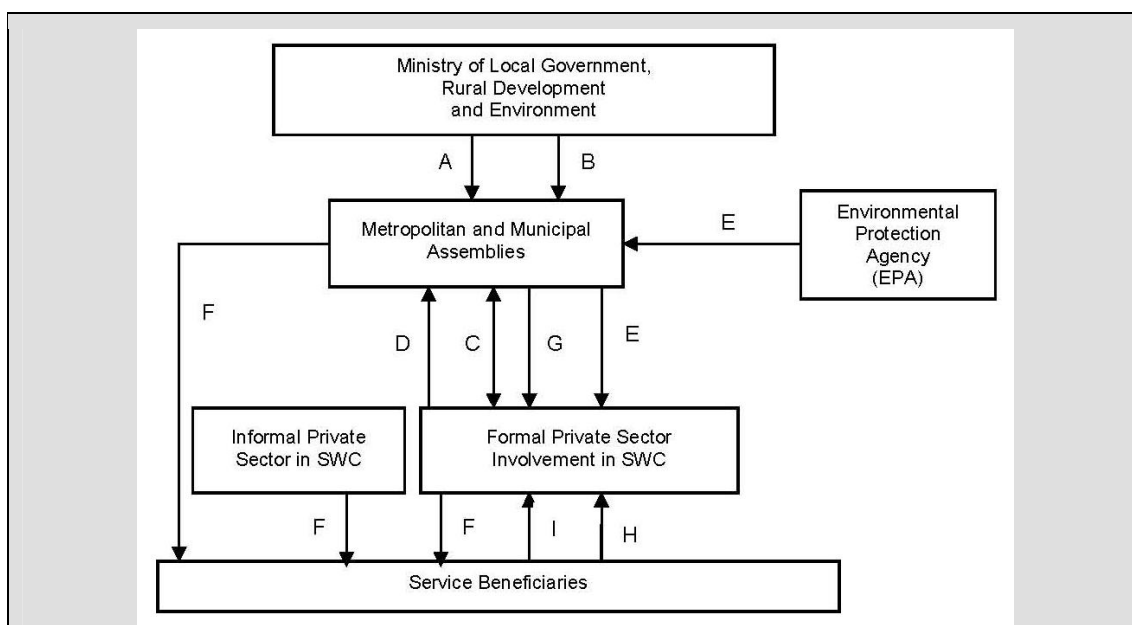 Ministry of Local Government,
Rural Development
and Environment
A
B
Metropolitan and Municipal
Assemblies
E
Environmental
Protection
Agency
(EPA)
F
D
C
G
E
Informal Private
Sector in SWC
Formal Private Sector
Involvement in SWC
F
F
I
H
Service Beneficiaries